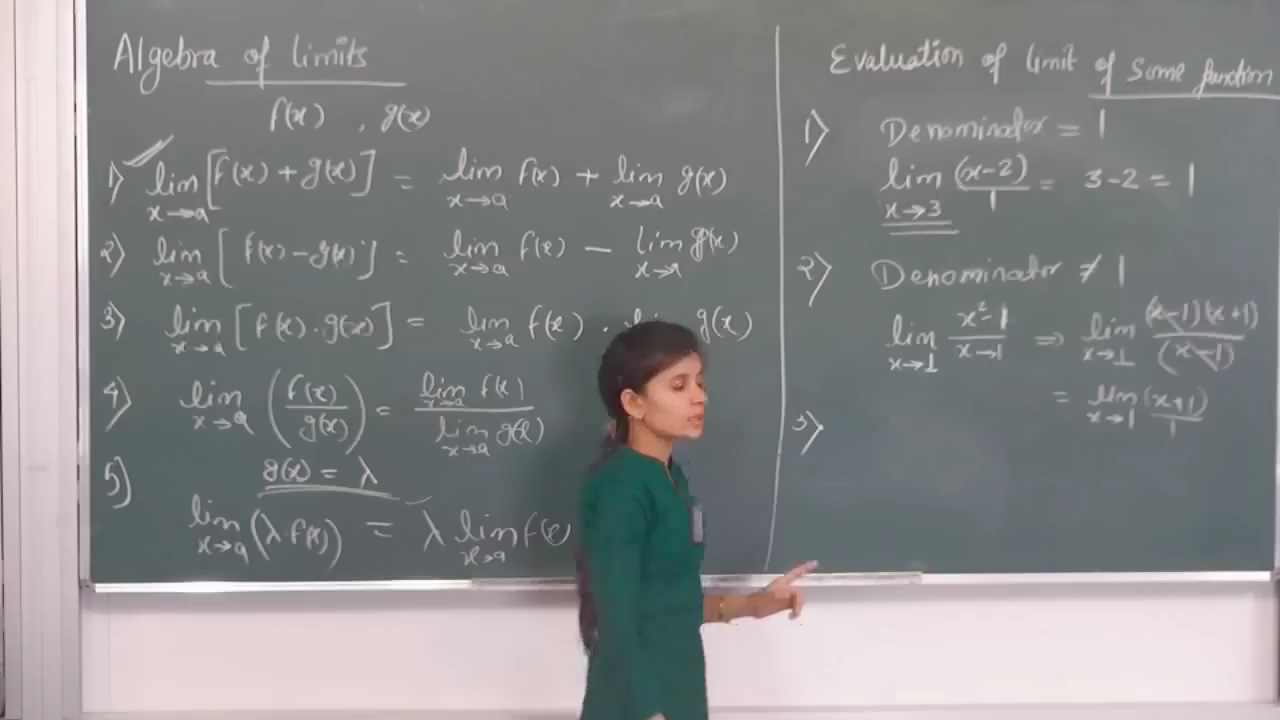 Algebra of limits
f(x) , g(x)
1) lim x→a [f(x) + g(x)] = lim x→a f(x) + lim x→a g(x)
2) lim x→a [f(x) - g(x)] = lim x→a f(x) - lim x→a g(x)
3) lim x→a [f(x) . g(x)] = lim x→a f(x) . g(x)
4) lim x→a (f(x)/g(x)) = lim x→a f(x) / lim x→a g(x)
5) g(x) = λ
lim x→a (λ.f(x)) = λ lim x→a f(x)
Evaluation of limit of Some function
1) Denominator = 1
lim x→3 (x-2)/1 = 3-2 = 1
2) Denominator ≠ 1
lim x→1 x²-1/x-1 ⇒ lim x→1 (x-1)(x+1)/(x-1)
= lim x→1 (x+1)/1
3)